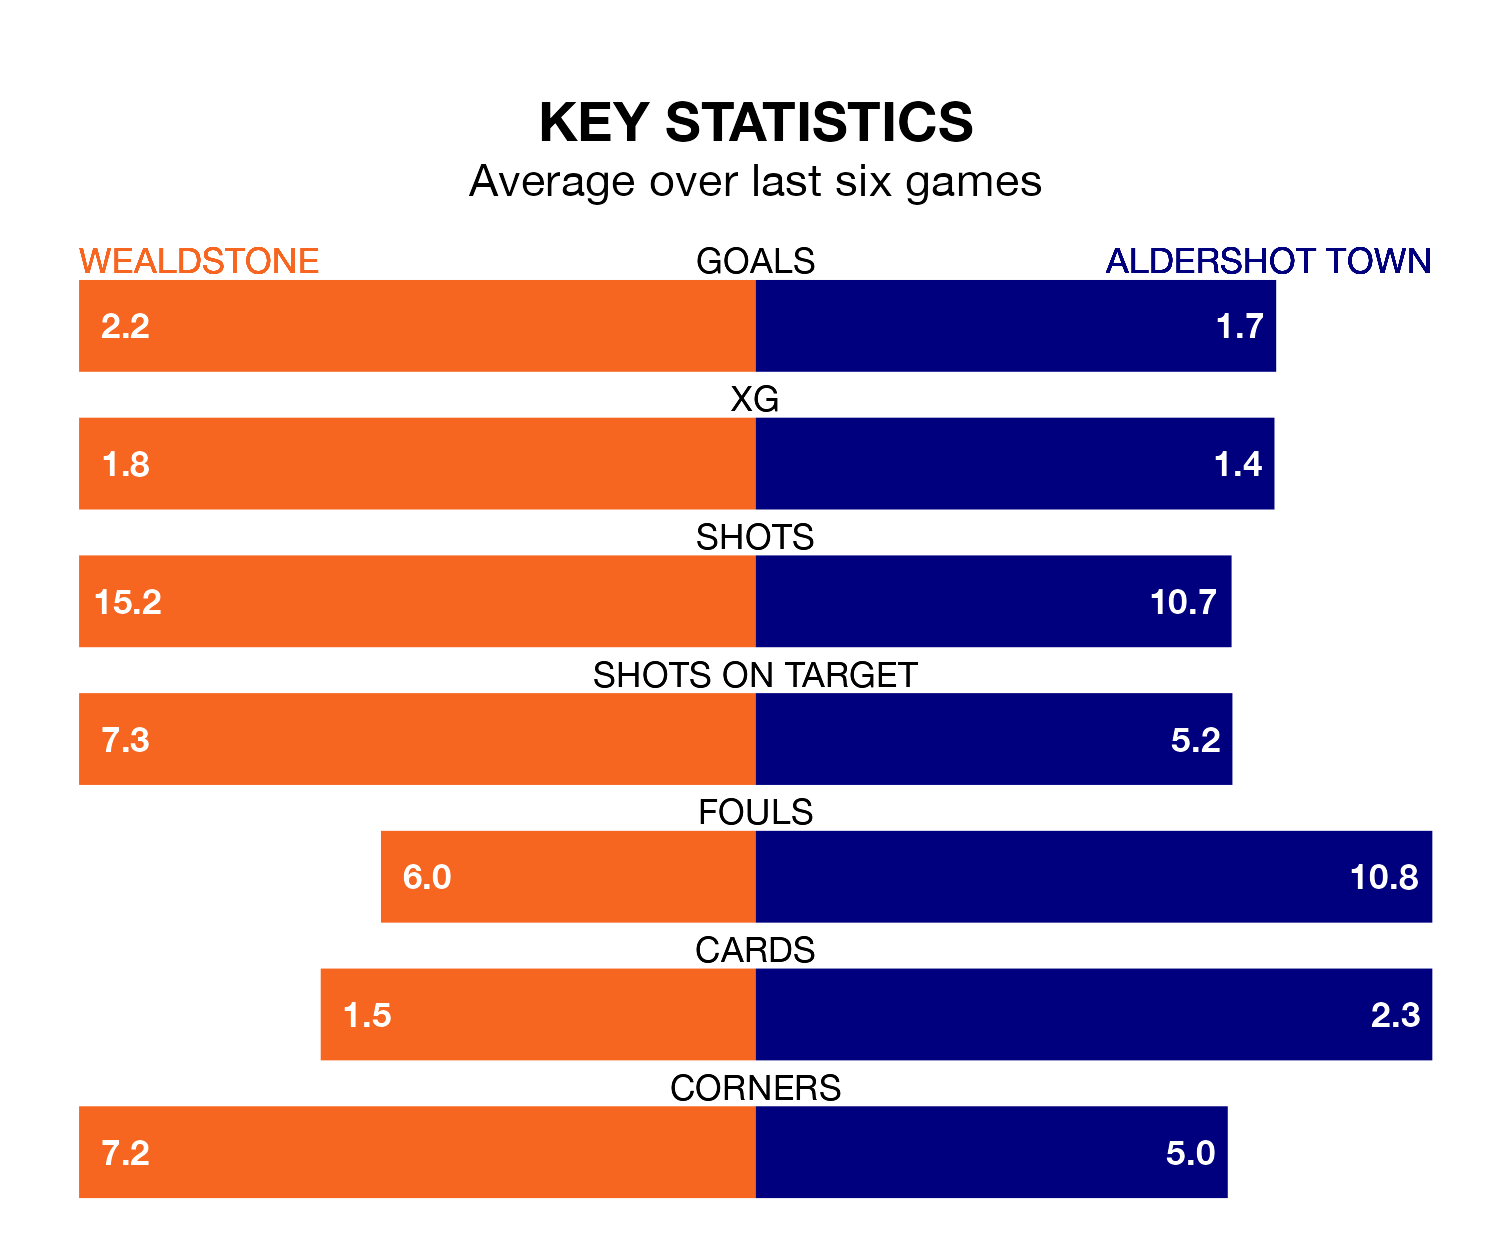 KEY STATISTICS
Average over last six games
WEALDSTONE GOALS ALDERSHOT TOWN
2.2 1.7
XG
1.8 1.4
SHOTS
15.2 10.7
SHOTS ON TARGET
7.3 5.2
FOULS
6.0 10.8
CARDS
1.5 2.3
CORNERS
7.2 5.0